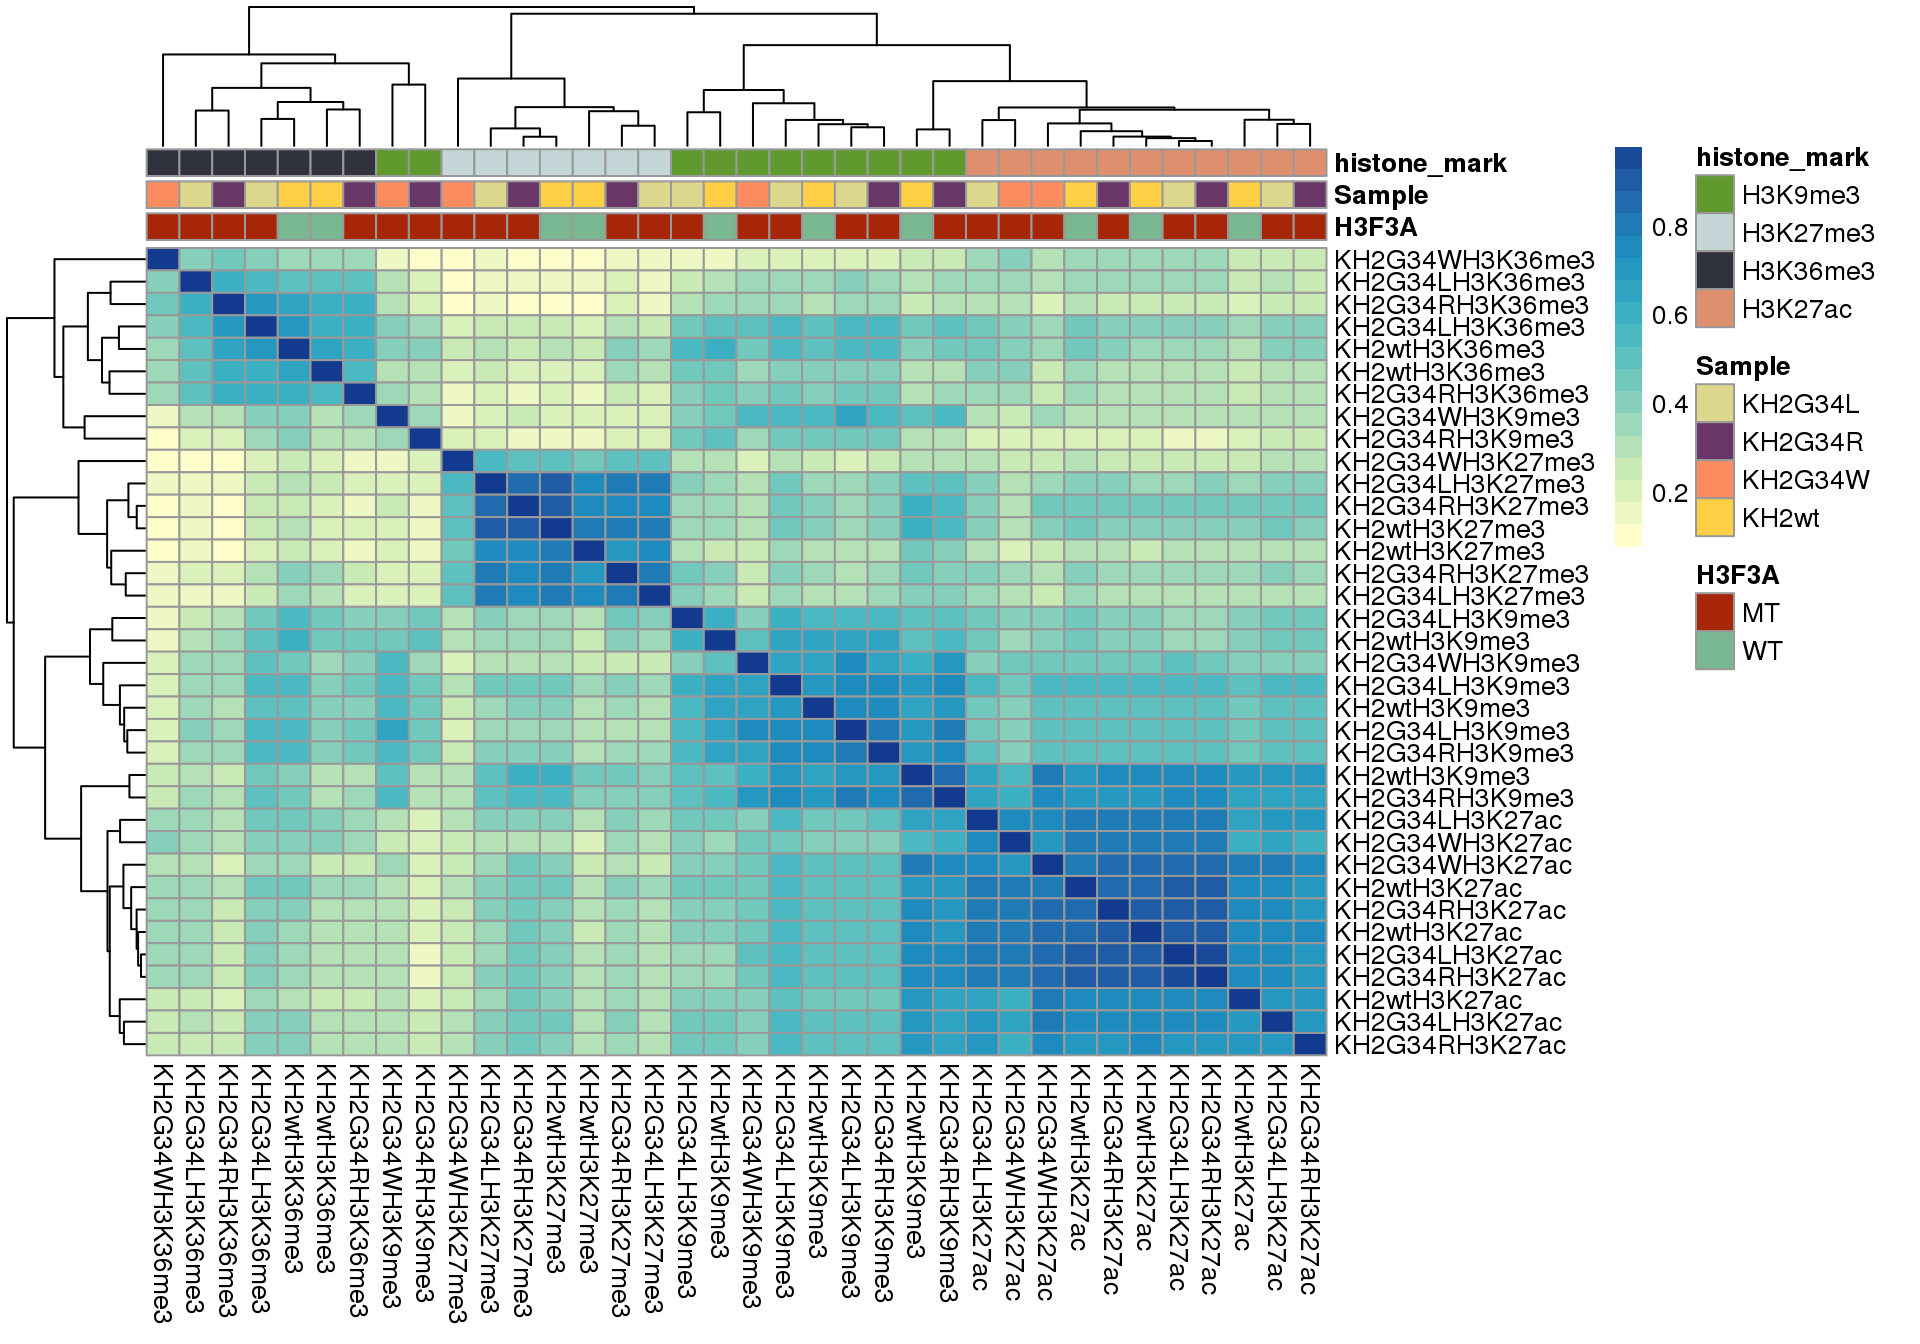 histone_mark
Sample
H3F3A
KH2G34WH3K36me3
KH2G34LH3K36me3
KH2G34RH3K36me3
KH2G34LH3K36me3
KH2wtH3K36me3
KH2wtH3K36me3
KH2G34RH3K36me3
KH2G34WH3K9me3
KH2G34RH3K9me3
KH2G34WH3K27me3
KH2G34LH3K27me3
KH2G34RH3K27me3
KH2wtH3K27me3
KH2wtH3K27me3
KH2G34RH3K27me3
KH2G34LH3K27me3
KH2G34LH3K9me3
KH2wtH3K9me3
KH2G34WH3K9me3
KH2G34LH3K9me3
KH2wtH3K9me3
KH2G34LH3K9me3
KH2G34RH3K9me3
KH2wtH3K9me3
KH2G34RH3K9me3
KH2G34LH3K27ac
KH2G34WH3K27ac
KH2G34WH3K27ac
KH2wtH3K27ac
KH2G34RH3K27ac
KH2wtH3K27ac
KH2G34LH3K27ac
KH2G34RH3K27ac
KH2wtH3K27ac
KH2G34LH3K27ac
KH2G34RH3K27ac
KH2G34WH3K36me3
KH2G34LH3K36me3
KH2G34RH3K36me3
KH2G34LH3K36me3
KH2wtH3K36me3
KH2wtH3K36me3
KH2G34RH3K36me3
KH2G34WH3K9me3
KH2G34RH3K9me3
KH2G34WH3K27me3
KH2G34LH3K27me3
KH2G34RH3K27me3
KH2wtH3K27me3
KH2wtH3K27me3
KH2G34RH3K27me3
KH2G34LH3K27me3
KH2G34LH3K9me3
KH2wtH3K9me3
KH2G34WH3K9me3
KH2G34LH3K9me3
KH2wtH3K9me3
KH2G34LH3K9me3
KH2G34RH3K9me3
KH2wtH3K9me3
KH2G34RH3K9me3
KH2G34LH3K27ac
KH2G34WH3K27ac
KH2G34WH3K27ac
KH2wtH3K27ac
KH2G34RH3K27ac
KH2wtH3K27ac
KH2G34LH3K27ac
KH2G34RH3K27ac
KH2wtH3K27ac
KH2G34LH3K27ac
KH2G34RH3K27ac
0.8
0.6
0.4
0.2
histone_mark
H3K9me3
H3K27me3
H3K36me3
H3K27ac
Sample
KH2G34L
KH2G34R
KH2G34W
KH2wt
H3F3A
MT
WT